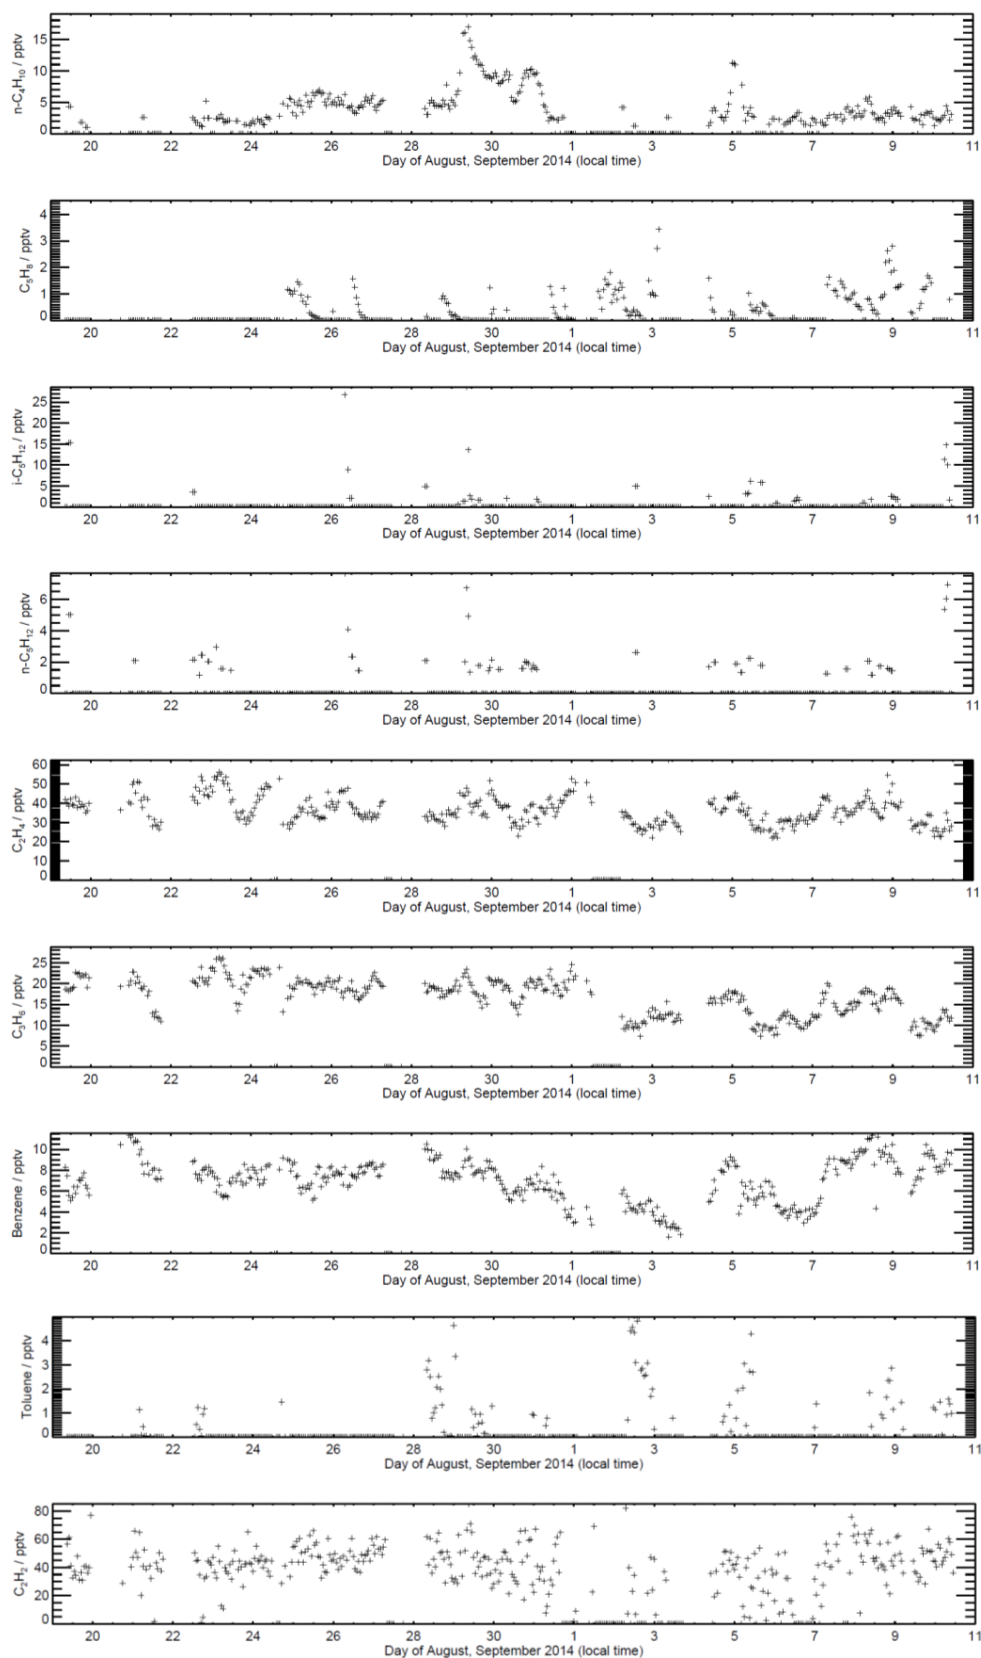 n-C₄H₁₀ / pptv
15
10
5
0
20 22 24 26 28 30 1 3 5 7 9 11
Day of August, September 2014 (local time)
C₅H₈ / pptv
4
3
2
1
0
20 22 24 26 28 30 1 3 5 7 9 11
Day of August, September 2014 (local time)
i-C₅H₁₂ / pptv
25
20
15
10
5
0
20 22 24 26 28 30 1 3 5 7 9 11
Day of August, September 2014 (local time)
n-C₅H₁₂ / pptv
6
4
2
0
20 22 24 26 28 30 1 3 5 7 9 11
Day of August, September 2014 (local time)
C₂H₄ / pptv
60
50
40
30
20
10
0
20 22 24 26 28 30 1 3 5 7 9 11
Day of August, September 2014 (local time)
C₃H₆ / pptv
25
20
15
10
5
0
20 22 24 26 28 30 1 3 5 7 9 11
Day of August, September 2014 (local time)
Benzene / pptv
10
8
6
4
2
0
20 22 24 26 28 30 1 3 5 7 9 11
Day of August, September 2014 (local time)
Toluene / pptv
4
3
2
1
0
20 22 24 26 28 30 1 3 5 7 9 11
Day of August, September 2014 (local time)
C₂H₂ / pptv
80
60
40
20
0
20 22 24 26 28 30 1 3 5 7 9 11
Day of August, September 2014 (local time)